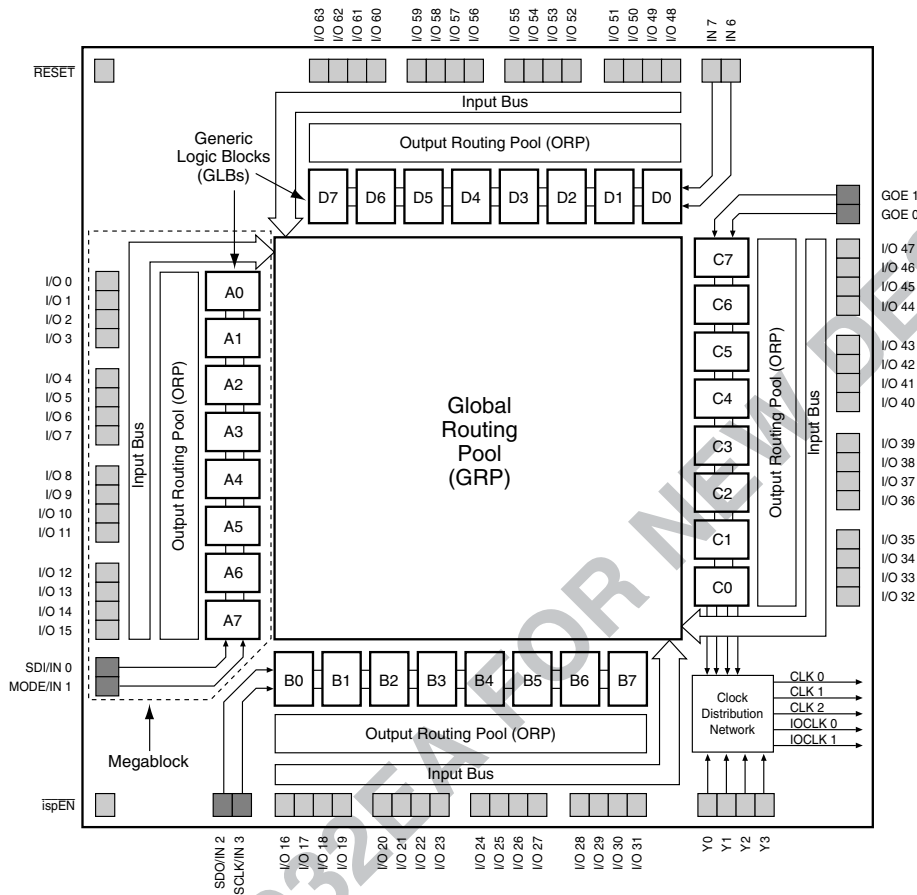 I/O 63
I/O 62
I/O 61
I/O 60
I/O 59
I/O 58
I/O 57
I/O 56
I/O 55
I/O 54
I/O 53
I/O 52
I/O 51
I/O 50
I/O 49
I/O 48
IN 7
IN 6
RESET
Input Bus
Output Routing Pool (ORP)
Generic
Logic Blocks
(GLBs)
D7
D6
D5
D4
D3
D2
D1
D0
GOE 1
GOE 0
I/O 0
I/O 1
I/O 2
I/O 3
I/O 4
I/O 5
I/O 6
I/O 7
I/O 8
I/O 9
I/O 10
I/O 11
I/O 12
I/O 13
I/O 14
I/O 15
Input Bus
Output Routing Pool (ORP)
A0
A1
A2
A3
A4
A5
A6
A7
Global
Routing
Pool
(GRP)
C7
C6
C5
C4
C3
C2
C1
C0
Output Routing Pool (ORP)
Input Bus
I/O 47
I/O 46
I/O 45
I/O 44
I/O 43
I/O 42
I/O 41
I/O 40
I/O 39
I/O 38
I/O 37
I/O 36
I/O 35
I/O 34
I/O 33
I/O 32
SDI/IN 0
MODE/IN 1
Megablock
B0
B1
B2
B3
B4
B5
B6
B7
Output Routing Pool (ORP)
Input Bus
Clock
Distribution
Network
CLK 0
CLK 1
CLK 2
IOCLK 0
IOCLK 1
ispEN
SDO/IN 2
SCLK/IN 3
I/O 16
I/O 17
I/O 18
I/O 19
I/O 20
I/O 21
I/O 22
I/O 23
I/O 24
I/O 25
I/O 26
I/O 27
I/O 28
I/O 29
I/O 30
I/O 31
Y0
Y1
Y2
Y3
032EA FOR NEW DES